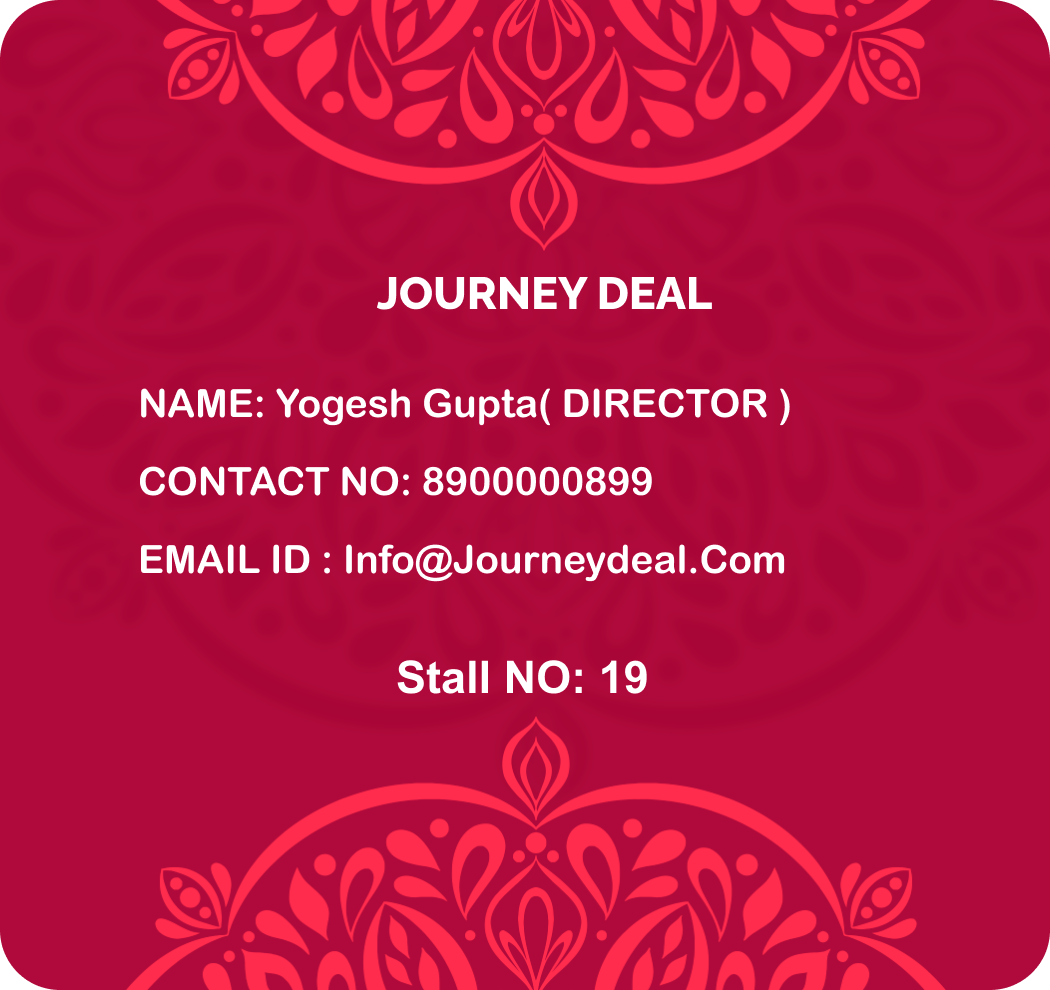 JOURNEY DEAL
NAME: Yogesh Gupta( DIRECTOR )
CONTACT NO: 8900000899
EMAIL ID : Info@Journeydeal.Com
Stall NO: 19